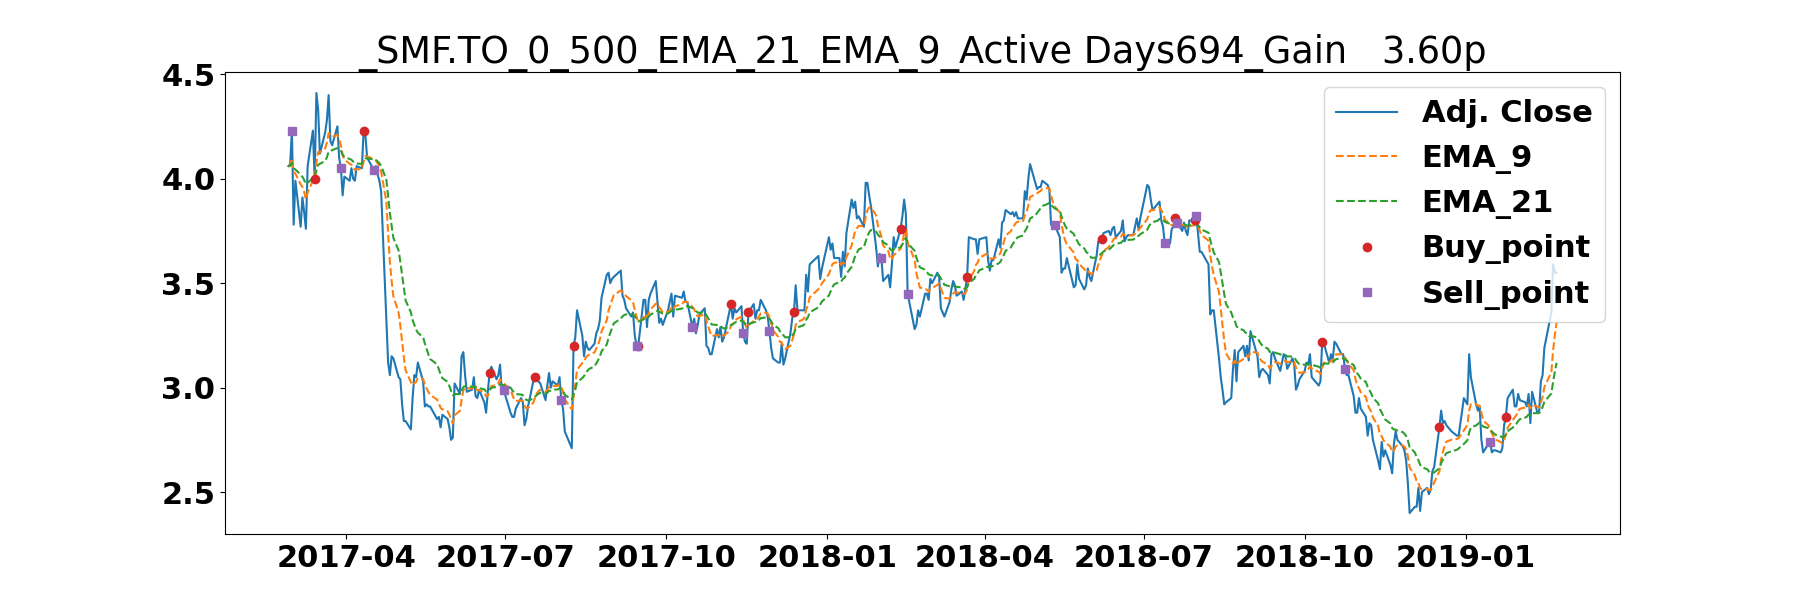 _SMF.TO_0_500_EMA_21_EMA_9_Active Days694_Gain   3.60p
4.5
4.0
3.5
3.0
2.5
Adj. Close
EMA_9
EMA_21
Buy_point
Sell_point
2017-04 2017-07 2017-10 2018-01 2018-04 2018-07 2018-10 2019-01